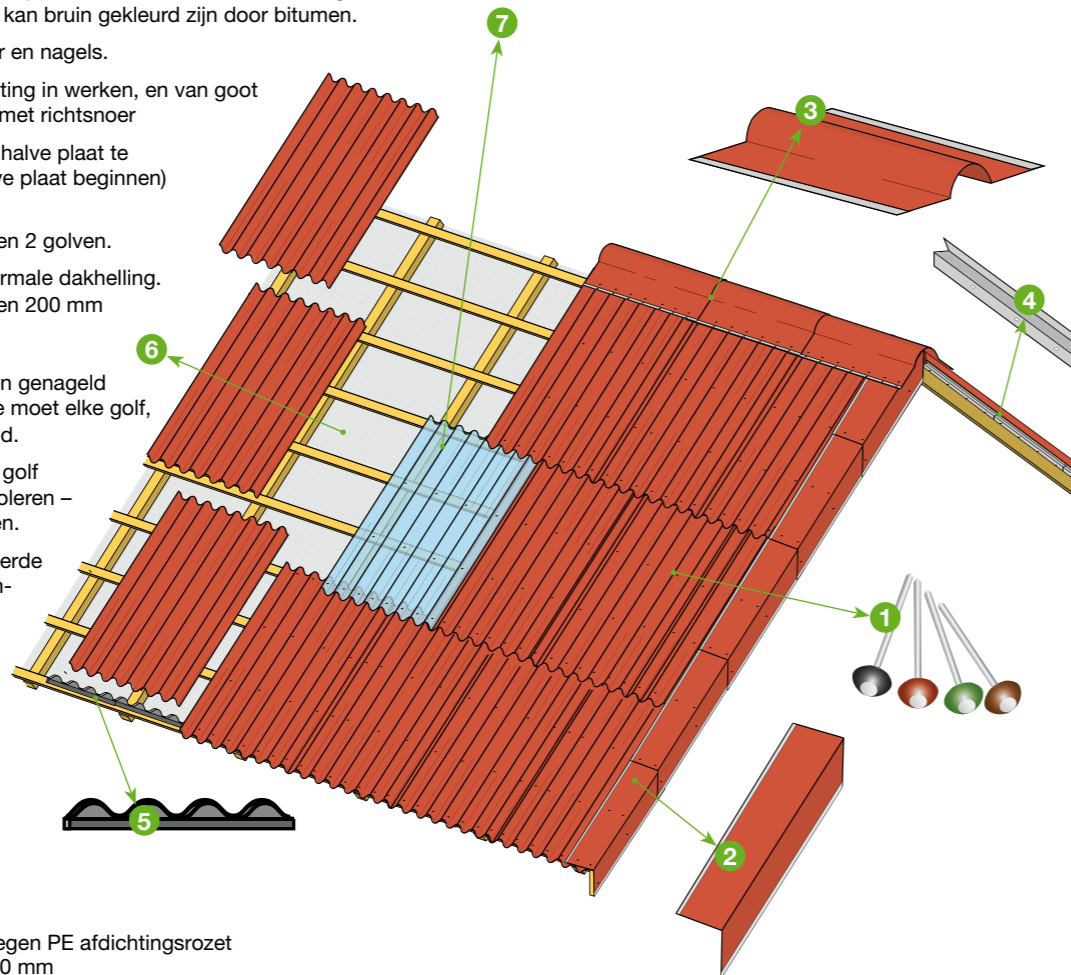 kan bruin gekleurd zijn door bitumen.
en nagels.
ting in werken, en van goot
met richtsnoer
halve plaat te
ve plaat beginnen)
en 2 golven.
rmale dakhelling.
en 200 mm
n genageld
e moet elke golf,
d.
golf
oleren –
en.
erde
n-
egen PE afdichtingsrozet
0 mm
7
3
4
6
1
5
2